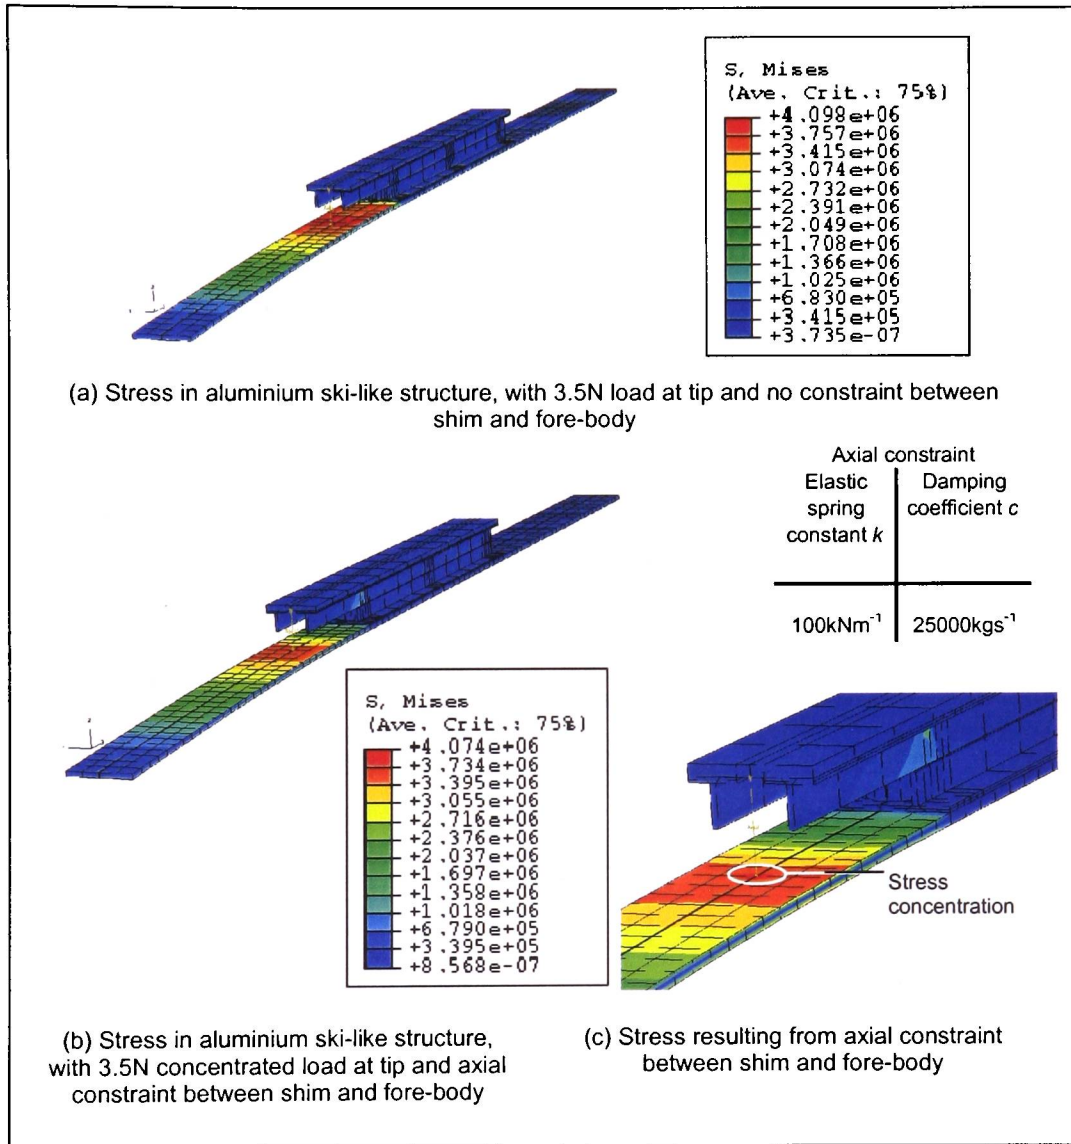 S, Mises
(Ave. Crit.: 75%)
+4.098e+06
+3.757e+06
+3.415e+06
+3.074e+06
+2.732e+06
+2.391e+06
+2.049e+06
+1.708e+06
+1.366e+06
+1.025e+06
+6.830e+05
+3.415e+05
+3.735e-07
(a) Stress in aluminium ski-like structure, with 3.5N load at tip and no constraint between
shim and fore-body
Axial constraint
Elastic spring constant k
Damping coefficient c
100kNm⁻¹
25000kgs⁻¹
S, Mises
(Ave. Crit.: 75%)
+4.074e+06
+3.734e+06
+3.395e+06
+3.055e+06
+2.716e+06
+2.376e+06
+2.037e+06
+1.697e+06
+1.358e+06
+1.018e+06
+6.790e+05
+3.395e+05
+8.568e-07
Stress
concentration
(b) Stress in aluminium ski-like structure,
with 3.5N concentrated load at tip and axial
constraint between shim and fore-body
(c) Stress resulting from axial constraint
between shim and fore-body